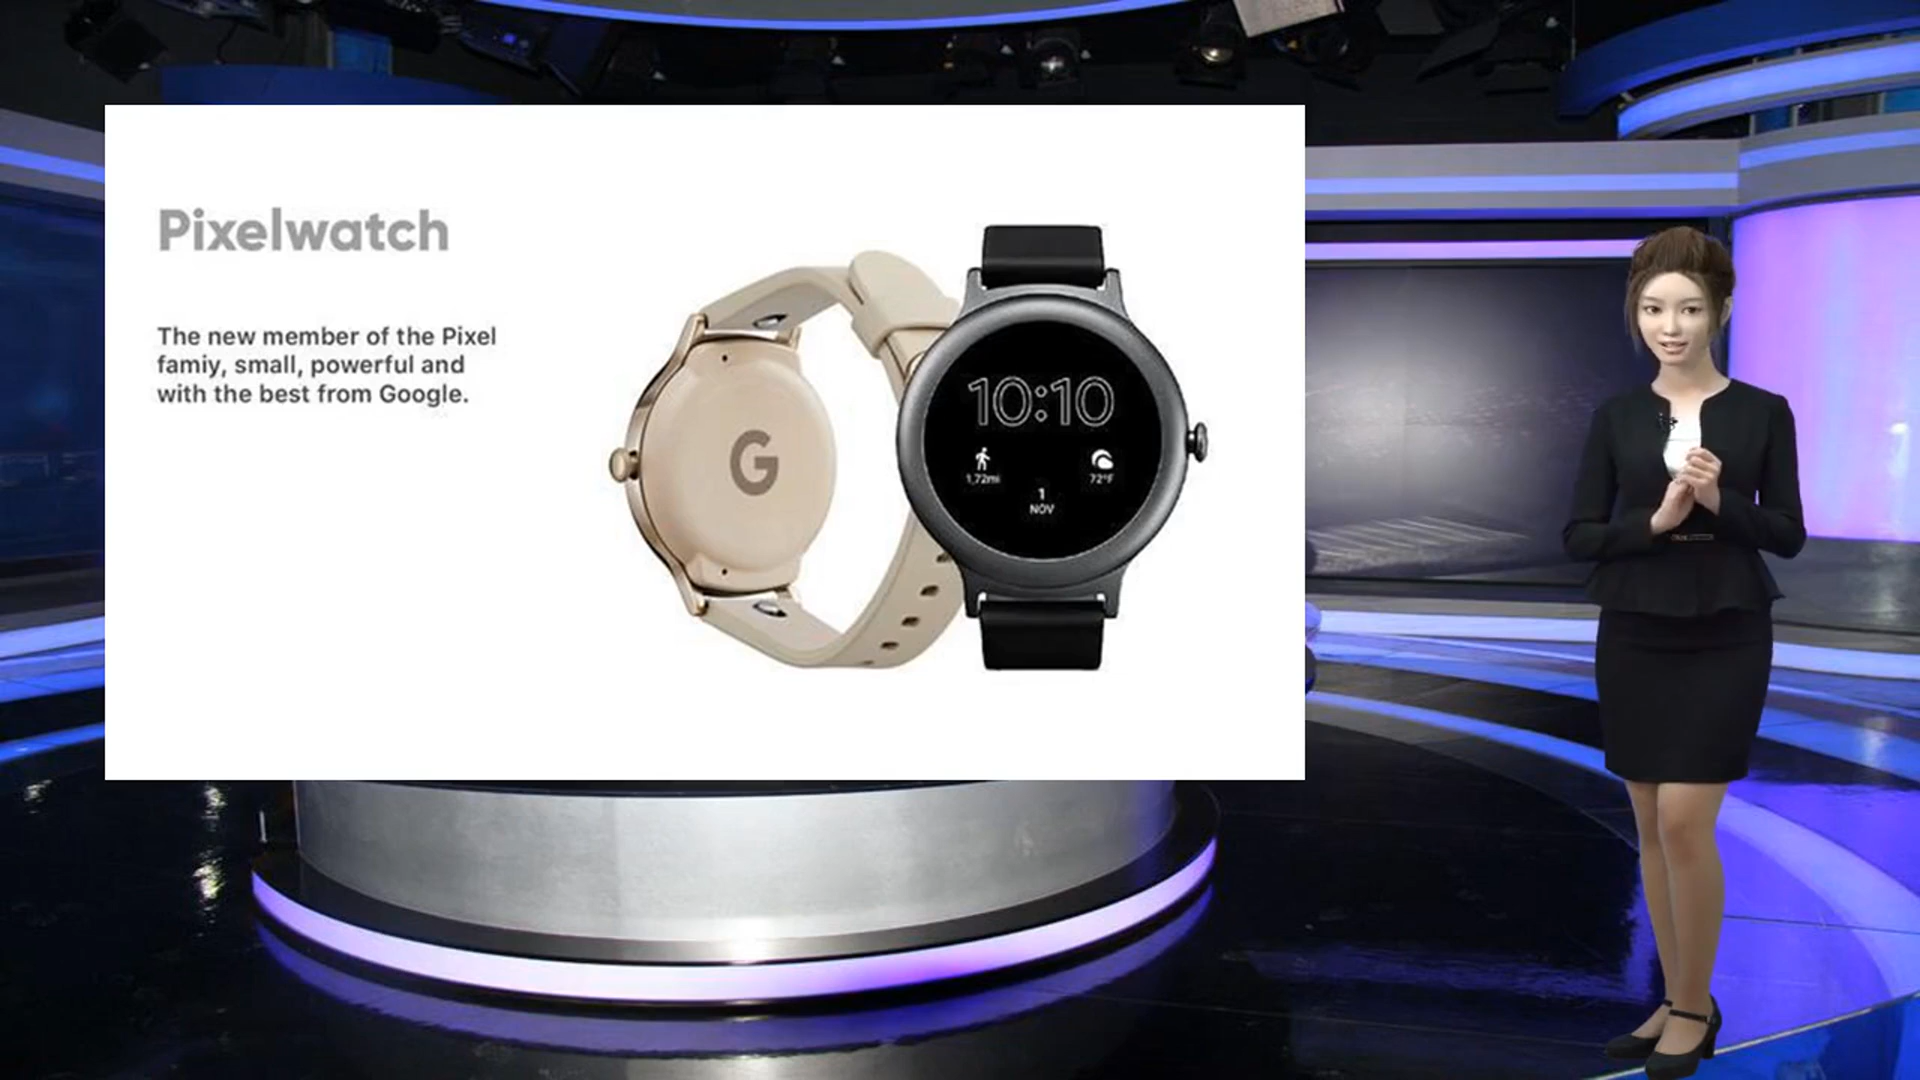 Pixelwatch
The new member of the Pixel
famiy, small, powerful and
with the best from Google.
G
10:10
1,72mi
72°F
1
NOV